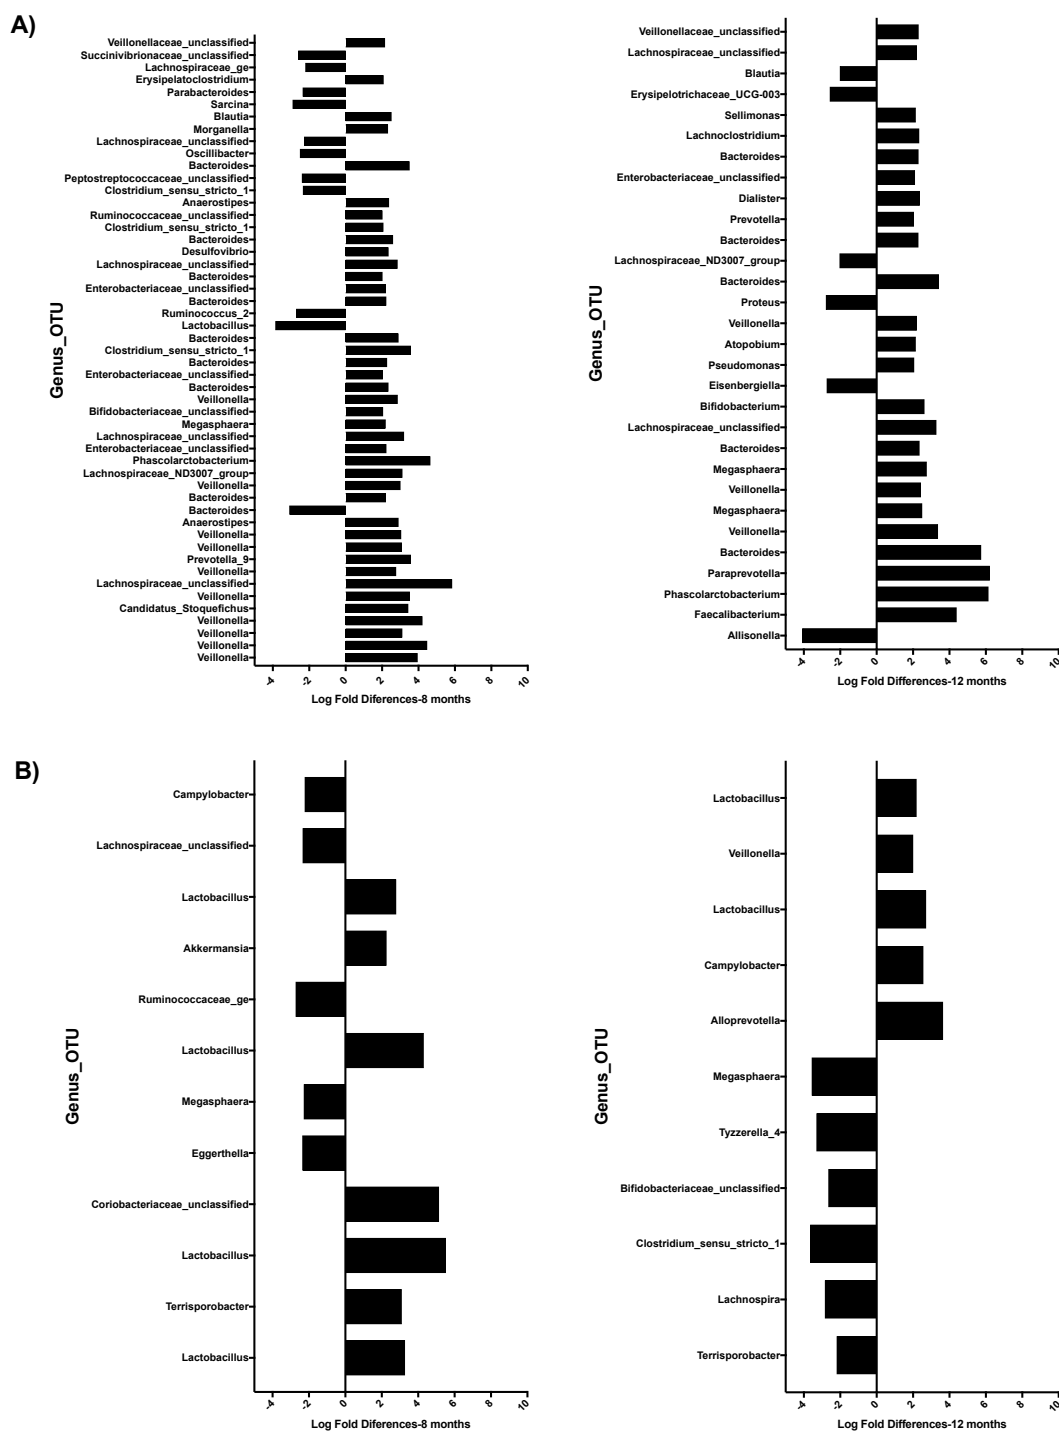 A)
Genus_OTU
Veillonellaceae_unclassified
Succinivibrionaceae_unclassified
Lachnospiraceae_ge
Erysipelatoclostridium
Parabacteroides
Sarcina
Blautia
Morganella
Lachnospiraceae_unclassified
Oscillibacter
Bacteroides
Peptostreptococcaceae_unclassified
Clostridium_sensu_stricto_1
Anaerostipes
Ruminococcaceae_unclassified
Clostridium_sensu_stricto_1
Bacteroides
Desulfovibrio
Lachnospiraceae_unclassified
Bacteroides
Enterobacteriaceae_unclassified
Bacteroides
Ruminococcus_2
Lactobacillus
Bacteroides
Clostridium_sensu_stricto_1
Bacteroides
Enterobacteriaceae_unclassified
Bacteroides
Veillonella
Bifidobacteriaceae_unclassified
Megasphaera
Lachnospiraceae_unclassified
Enterobacteriaceae_unclassified
Phascolarctobacterium
Lachnospiraceae_ND3007_group
Veillonella
Bacteroides
Bacteroides
Anaerostipes
Veillonella
Veillonella
Prevotella_9
Veillonella
Lachnospiraceae_unclassified
Veillonella
Candidatus_Stoquefichus
Veillonella
Veillonella
Veillonella
Veillonella
-4 -2 0 2 4 6 8 10
Log Fold Diferences-8 months
Genus_OTU
Veillonellaceae_unclassified
Lachnospiraceae_unclassified
Blautia
Erysipelotrichaceae_UCG-003
Sellimonas
Lachnoclostridium
Bacteroides
Enterobacteriaceae_unclassified
Dialister
Prevotella
Bacteroides
Lachnospiraceae_ND3007_group
Bacteroides
Proteus
Veillonella
Atopobium
Pseudomonas
Eisenbergiella
Bifidobacterium
Lachnospiraceae_unclassified
Bacteroides
Megasphaera
Veillonella
Megasphaera
Veillonella
Bacteroides
Paraprevotella
Phascolarctobacterium
Faecalibacterium
Allisonella
-4 -2 0 2 4 6 8 10
Log Fold Diferences-12 months
B)
Genus_OTU
Campylobacter
Lachnospiraceae_unclassified
Lactobacillus
Akkermansia
Ruminococcaceae_ge
Lactobacillus
Megasphaera
Eggerthella
Coriobacteriaceae_unclassified
Lactobacillus
Terrisporobacter
Lactobacillus
-4 -2 0 2 4 6 8 10
Log Fold Diferences-8 months
Genus_OTU
Lactobacillus
Veillonella
Lactobacillus
Campylobacter
Alloprevotella
Megasphaera
Tyzzerella_4
Bifidobacteriaceae_unclassified
Clostridium_sensu_stricto_1
Lachnospira
Terrisporobacter
-4 -2 0 2 4 6 8 10
Log Fold Diferences-12 months